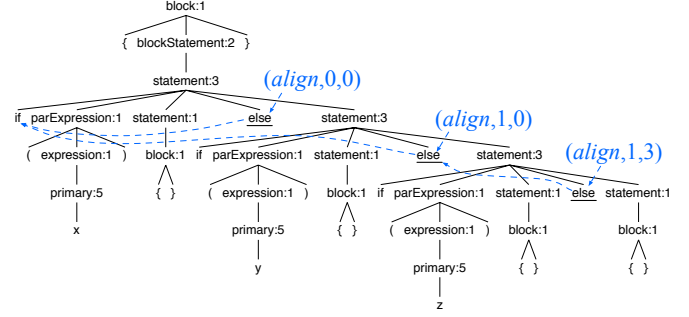 block:1
{ blockStatement:2 }
statement:3
(align,0,0)
if parExpression:1 statement:1 else statement:3
(align,1,0)
( expression:1 ) block:1 if parExpression:1 statement:1 else statement:3
(align,1,3)
primary:5 { } ( expression:1 ) block:1 if parExpression:1 statement:1 else statement:1
x primary:5 { } ( expression:1 ) block:1 block:1
y primary:5 { } { }
z